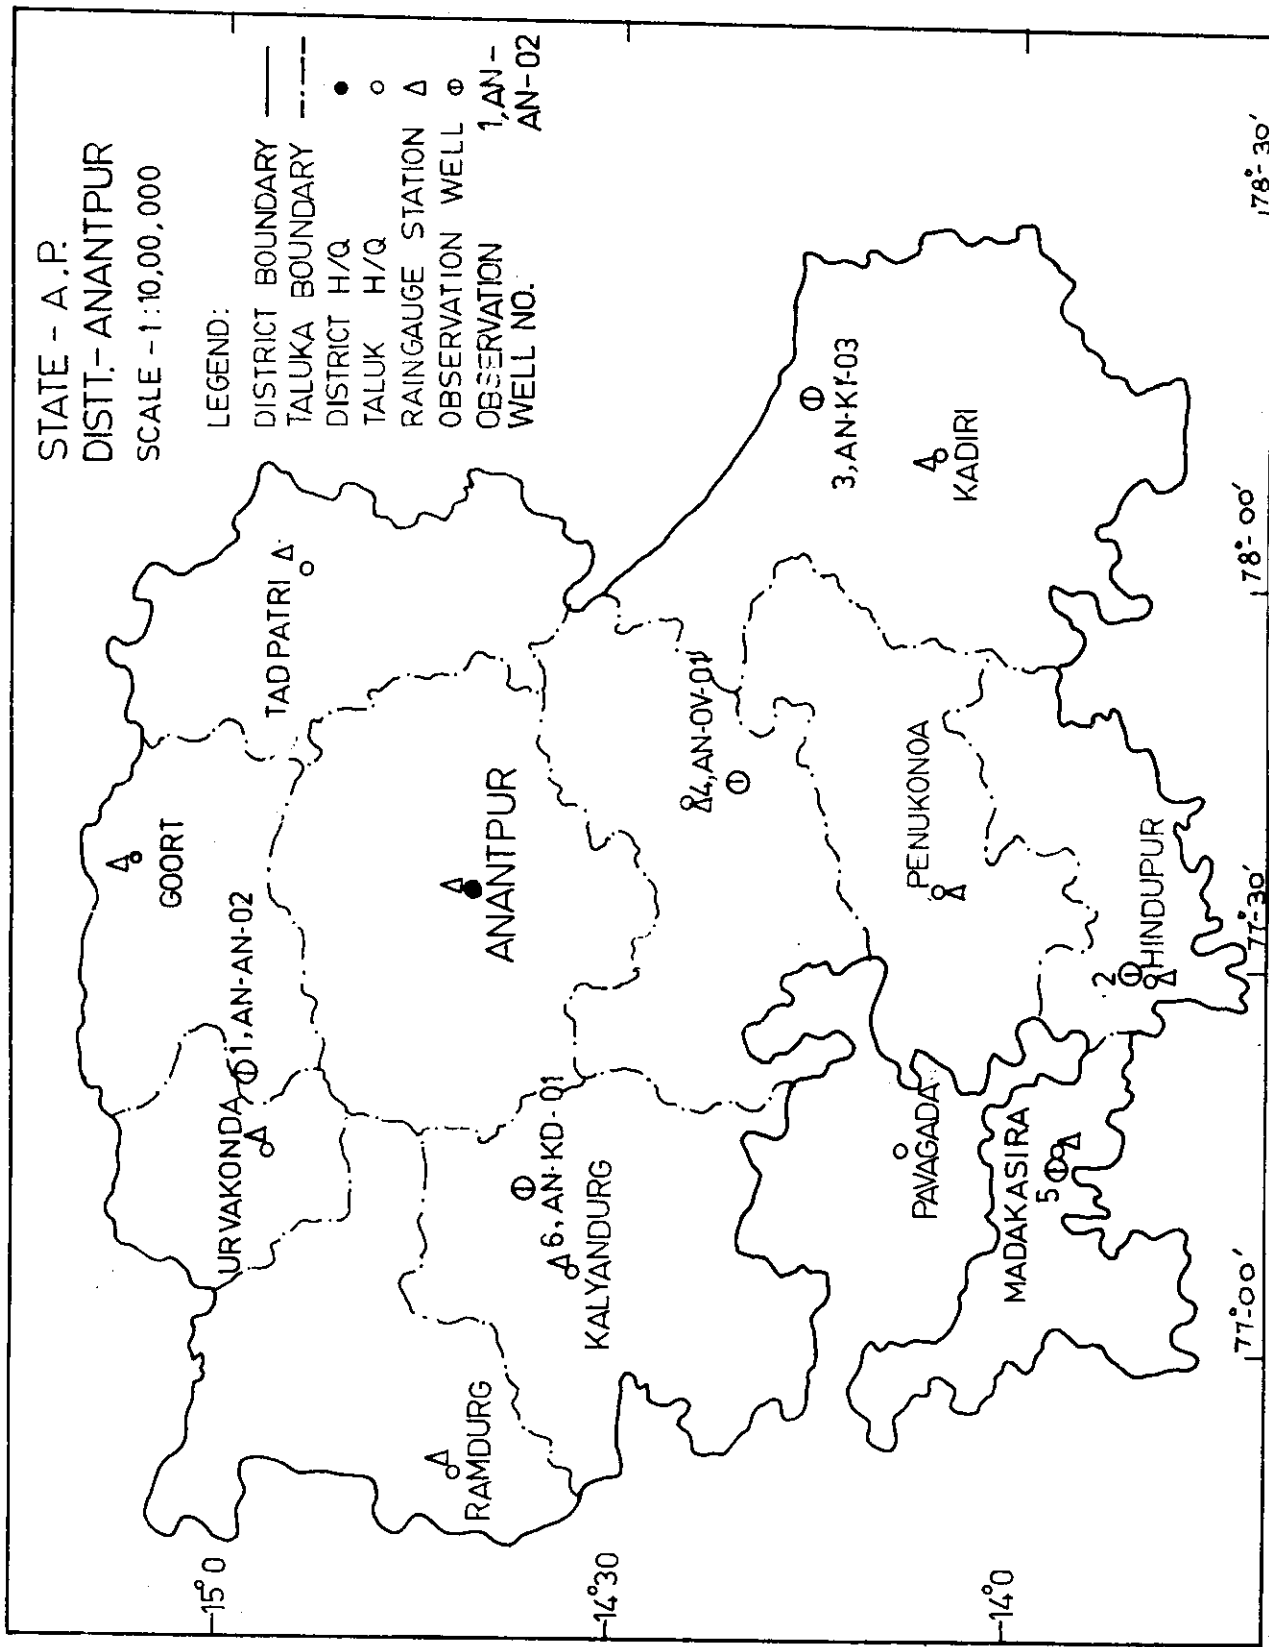 STATE - A.P.
DISTT.- ANANTPUR
SCALE - 1:10,00,000
LEGEND:
DISTRICT BOUNDARY
TALUKA BOUNDARY
DISTRICT H/Q
TALUK H/Q
RAINGAUGE STATION
OBSERVATION WELL
OBSERVATION 1,AN-
WELL NO. AN-02
15°0
14°30
14°0
77°00'
77°30'
78°00'
78°30'
GOORT
TADPATRI
URVAKONDA
1, AN-AN-02
ANANTPUR
RAMDURG
6, AN-KD-01
KALYANDURG
4, AN-OV-01
3, AN-KY-03
KADIRI
PENUKONOA
PAVAGADA
MADAKASIRA
5
2
HINDUPUR